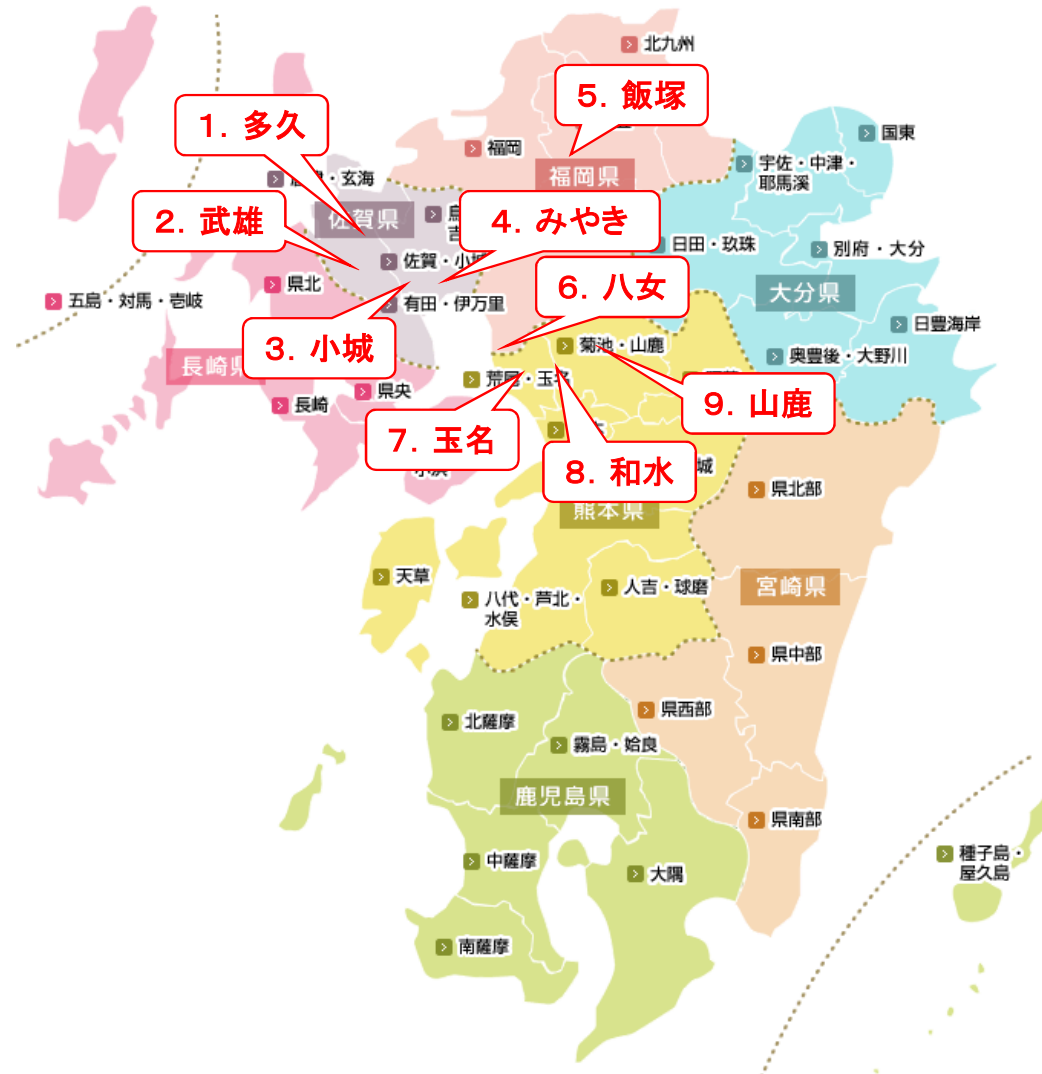 北九州
5. 飯塚
1. 多久
国東
福岡
宇佐・中津・
耶馬溪
福岡県
・玄海
2. 武雄
佐賀県
4. みやき
日田・玖珠
別府・大分
佐賀・小城
県北
6. 八女
大分県
五島・対馬・壱岐
有田・伊万里
日豊海岸
3. 小城
菊池・山鹿
奥豊後・大野川
長崎県
荒尾・玉名
県央
長崎
9. 山鹿
7. 玉名
8. 和水
城
県北部
熊本県
天草
人吉・球磨
宮崎県
八代・芦北・
水俣
県中部
県西部
北薩摩
霧島・姶良
鹿児島県
県南部
種子島・
屋久島
中薩摩
大隅
南薩摩